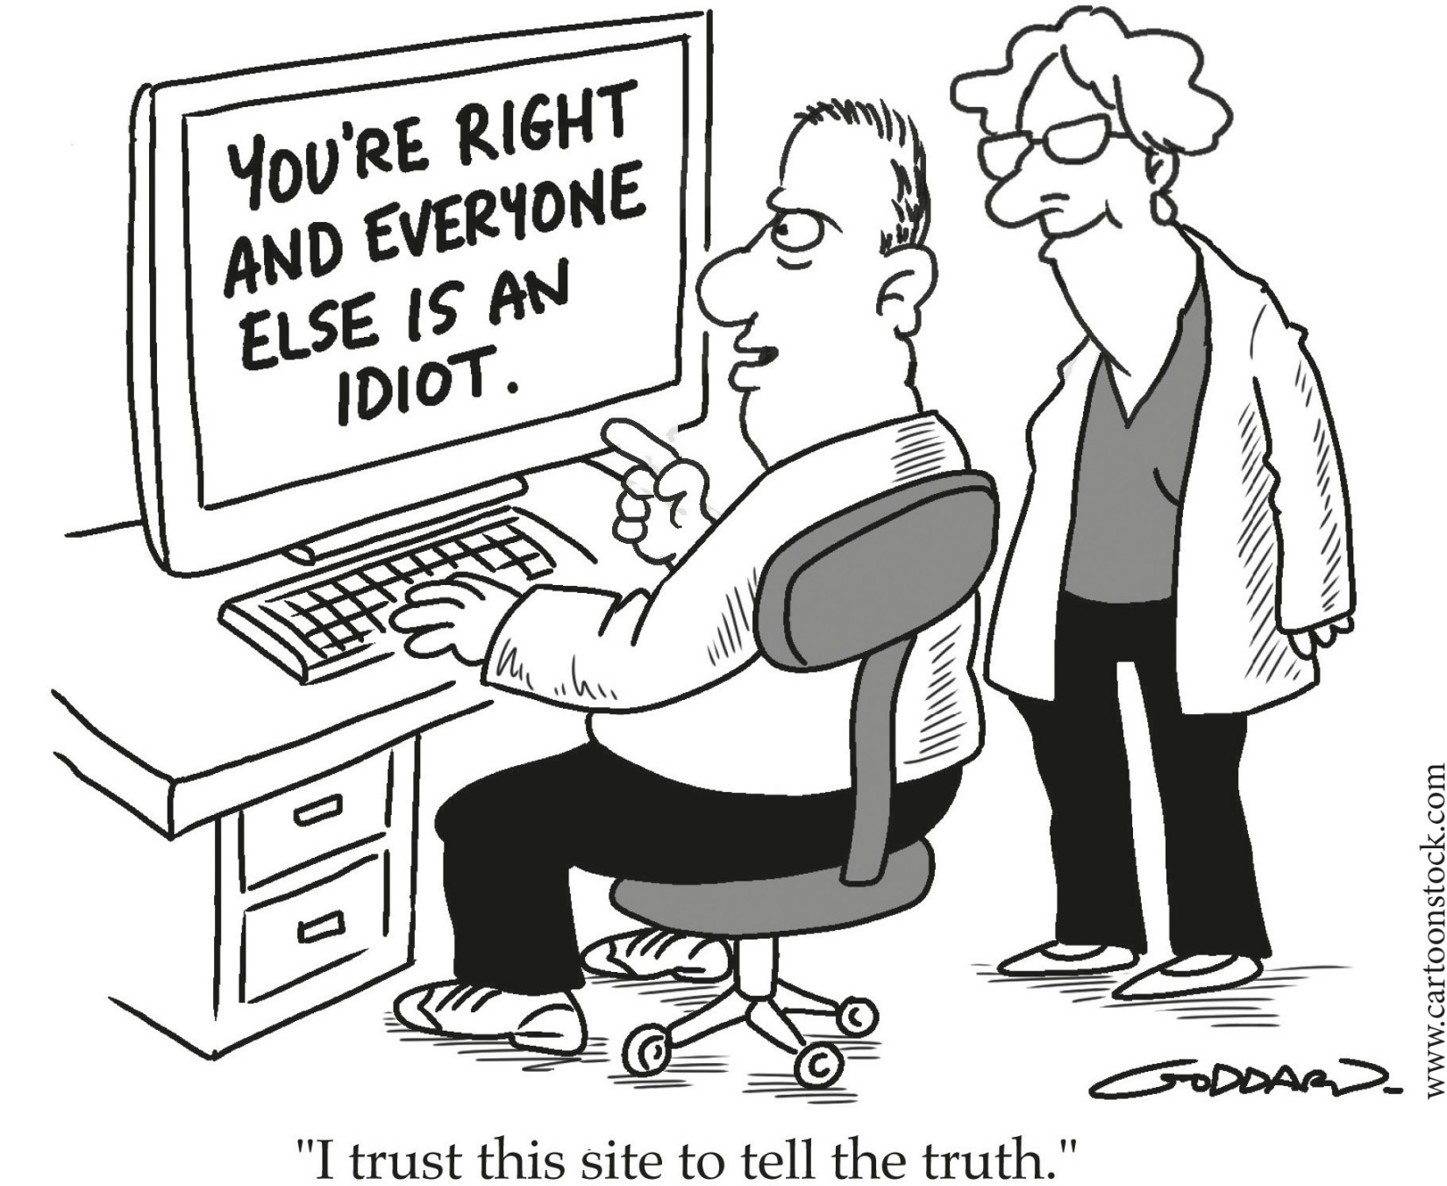 YOU'RE RIGHT
AND EVERYONE
ELSE IS AN
IDIOT.
GODDARD
www.cartoonstock.com
"I trust this site to tell the truth."